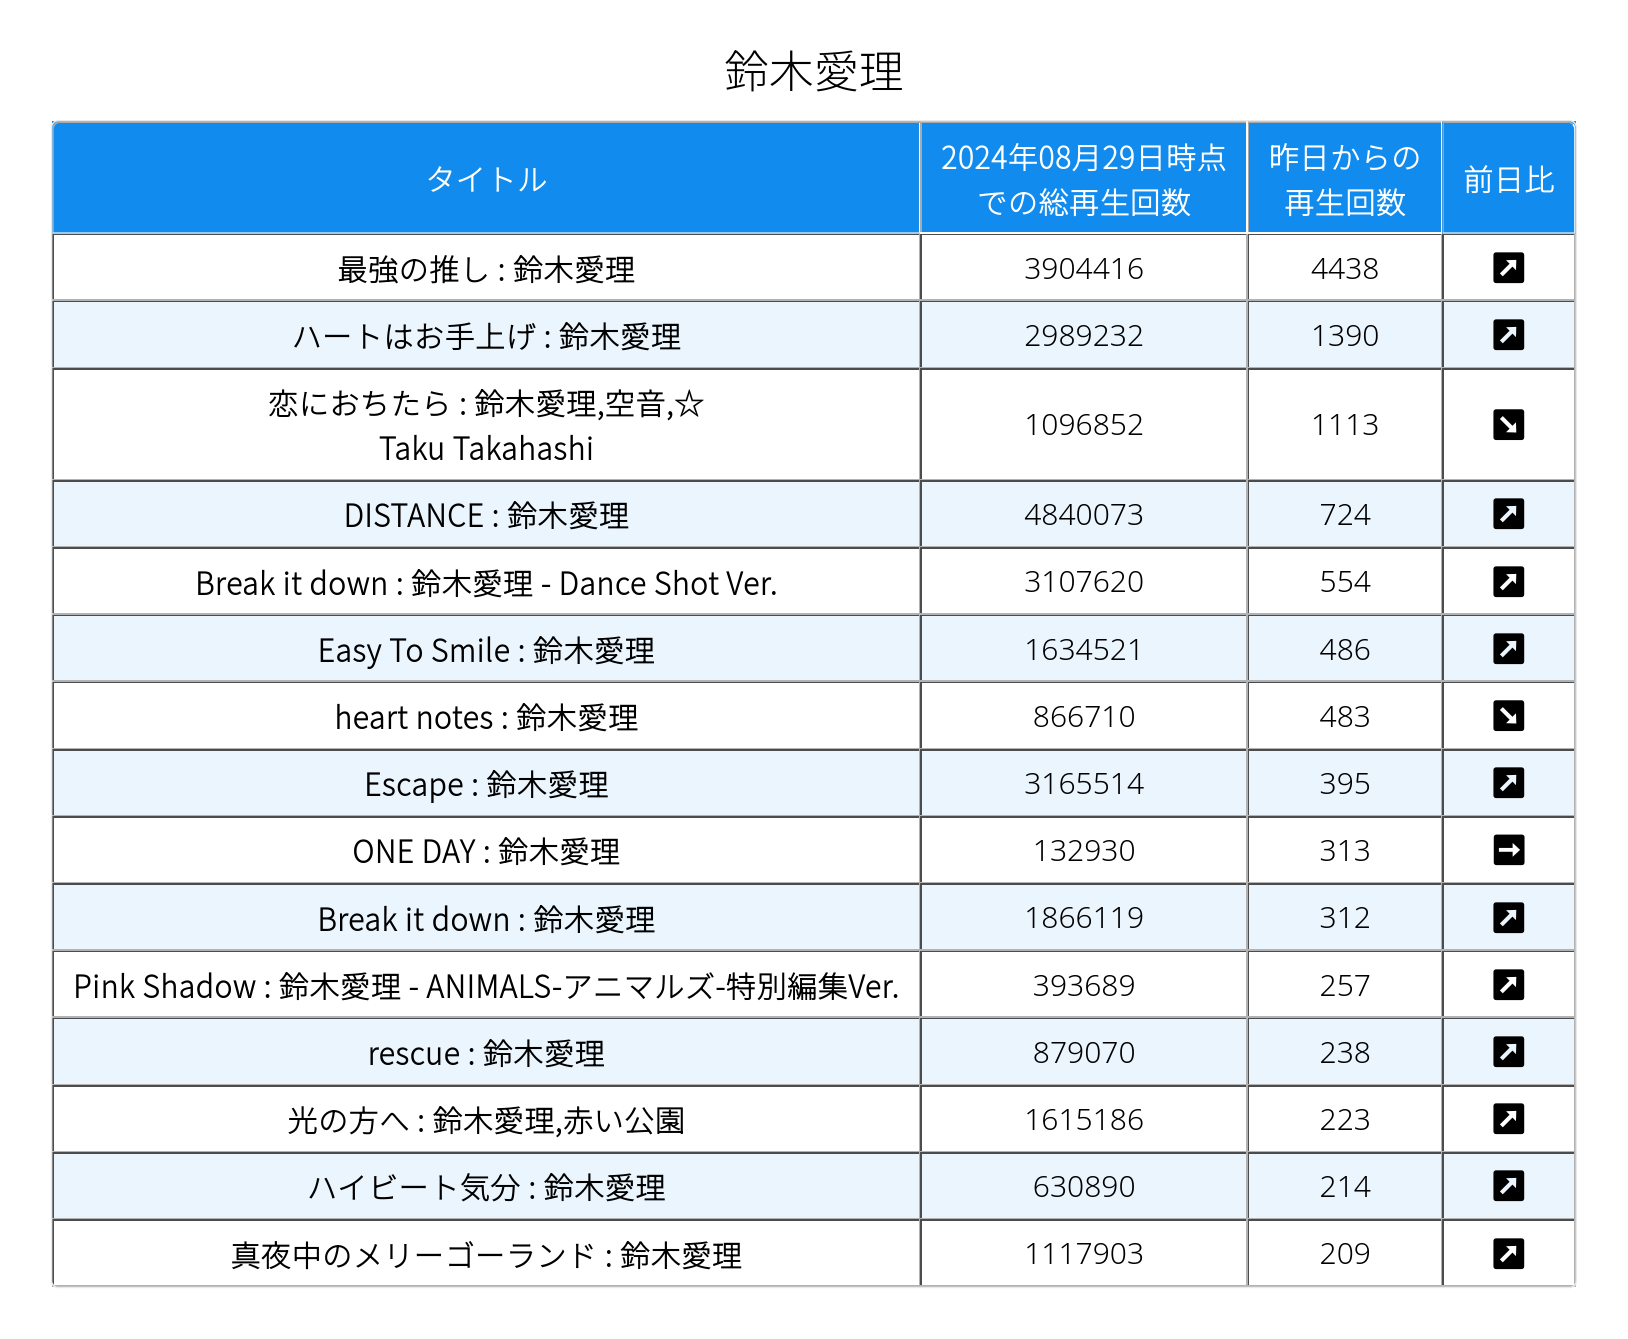 鈴木愛理
タイトル
2024年08月29日時点
での総再生回数
昨日からの
再生回数
前日比
最強の推し : 鈴木愛理 3904416 4438 ↗
ハートはお手上げ : 鈴木愛理 2989232 1390 ↗
恋におちたら : 鈴木愛理,空音,☆
Taku Takahashi 1096852 1113 ↘
DISTANCE : 鈴木愛理 4840073 724 ↗
Break it down : 鈴木愛理 - Dance Shot Ver. 3107620 554 ↗
Easy To Smile : 鈴木愛理 1634521 486 ↗
heart notes : 鈴木愛理 866710 483 ↘
Escape : 鈴木愛理 3165514 395 ↗
ONE DAY : 鈴木愛理 132930 313 →
Break it down : 鈴木愛理 1866119 312 ↗
Pink Shadow : 鈴木愛理 - ANIMALS-アニマルズ-特別編集Ver. 393689 257 ↗
rescue : 鈴木愛理 879070 238 ↗
光の方へ : 鈴木愛理,赤い公園 1615186 223 ↗
ハイビート気分 : 鈴木愛理 630890 214 ↗
真夜中のメリーゴーランド : 鈴木愛理 1117903 209 ↗